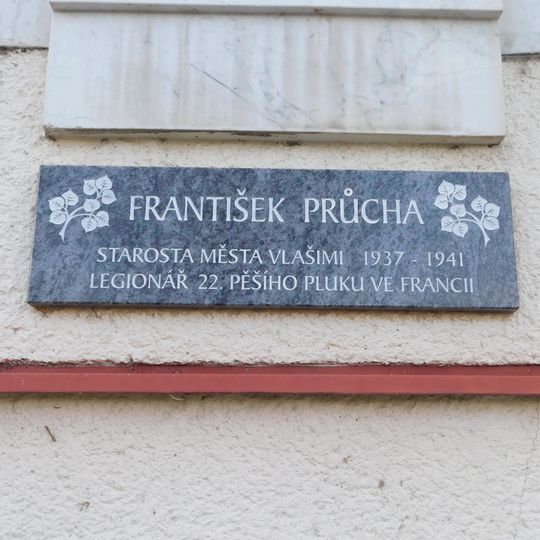 FRANTIŠEK PRŮCHA
STAROSTA MĚSTA VLAŠIMI 1937 - 1941
LEGIONÁŘ 22. PĚŠÍHO PLUKU VE FRANCII